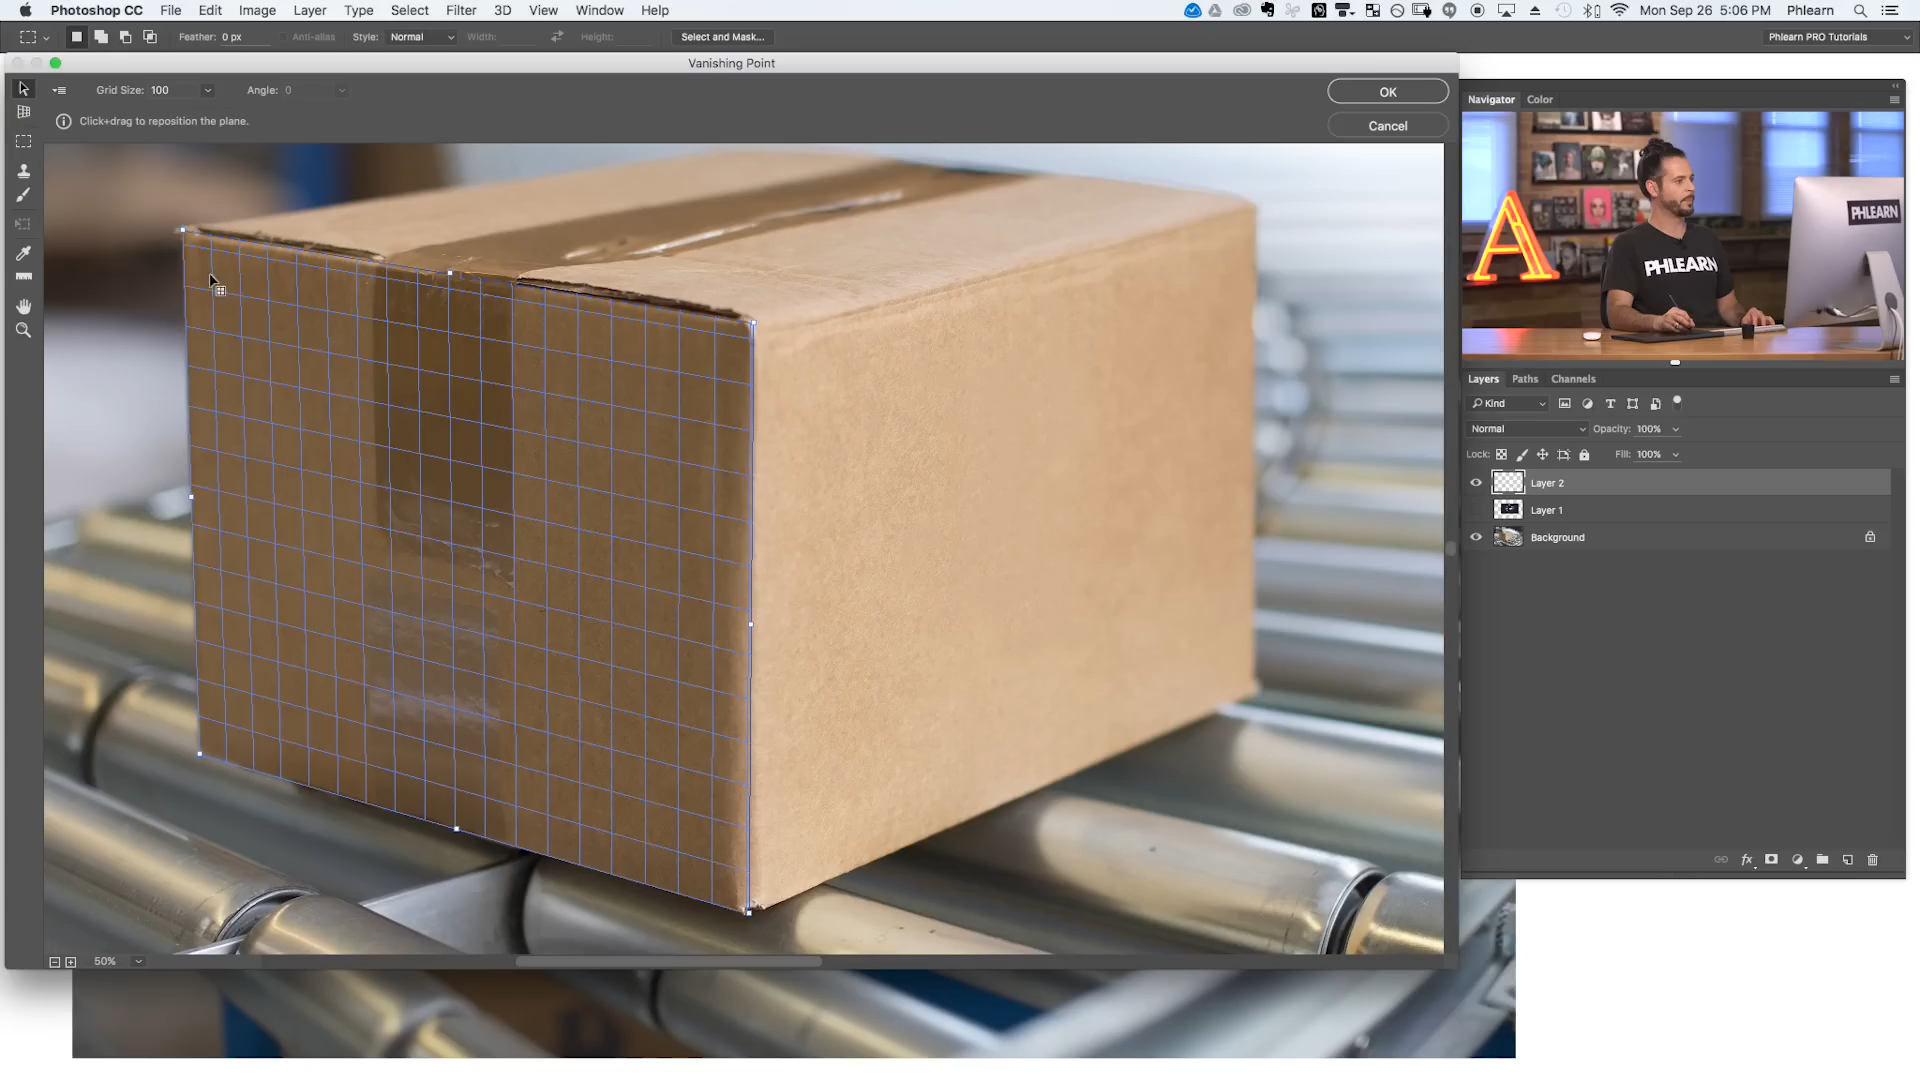 Photoshop CC File Edit Image Layer Type Select Filter 3D View Window Help Mon Sep 26 5:06 PM Phlearn
Feather: 0 px Anti-alias Style: Normal Width: Height: Select and Mask... Phlearn PRO Tutorials
Vanishing Point
Grid Size: 100 Angle: 0 OK
Click+drag to reposition the plane. Cancel
Navigator Color
PHLEARN
PHLEARN
A
Layers Paths Channels
Kind
Normal Opacity: 100%
Lock: Fill: 100%
Layer 2
Layer 1
Background
fx
50%